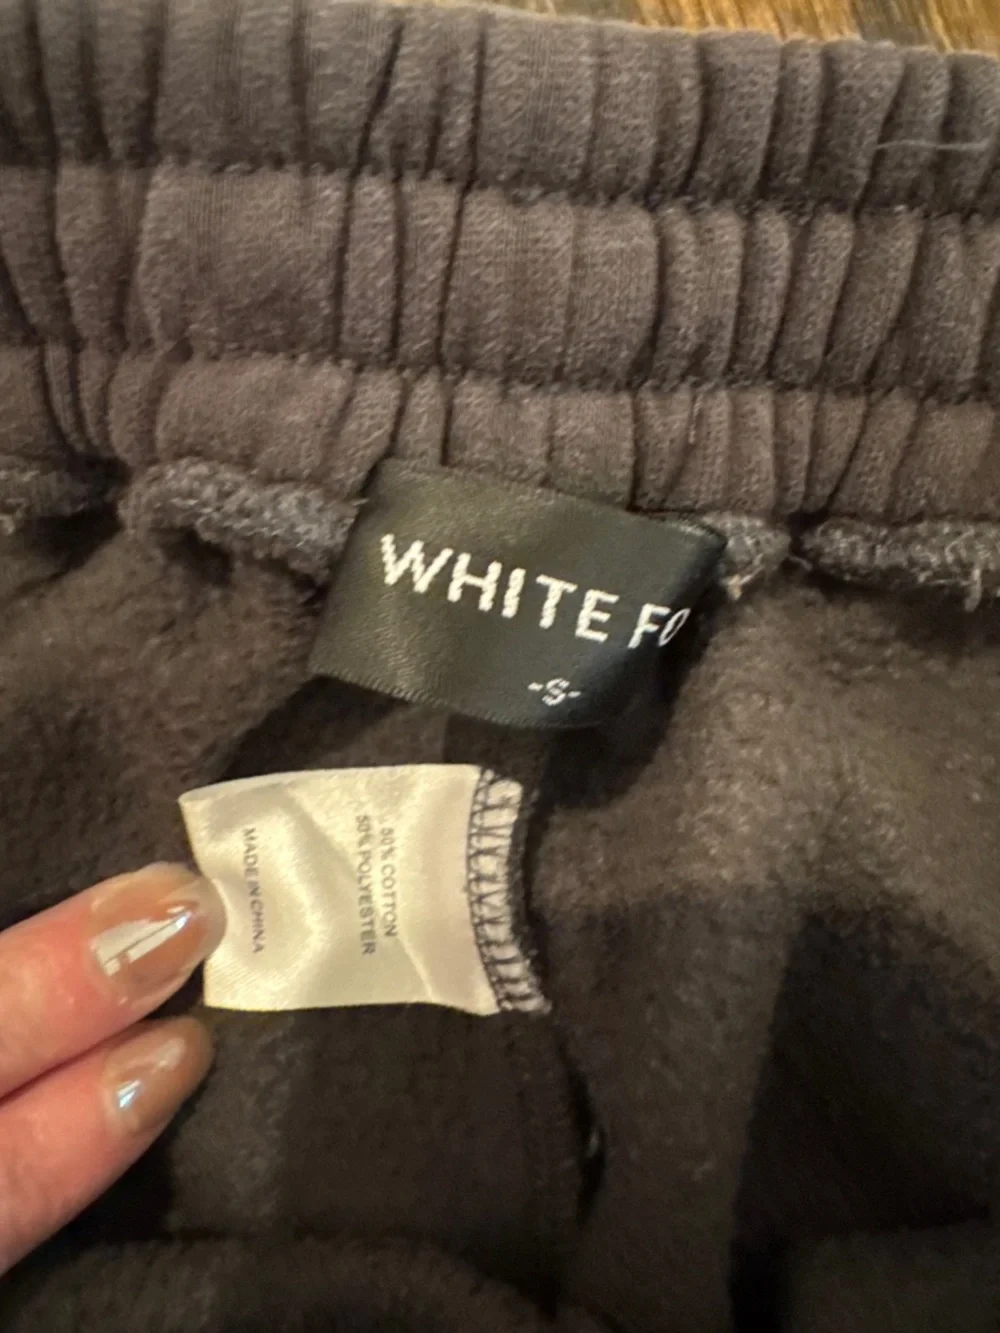 WHITE FO
-S-
50% COTTON
50% POLYESTER
MADE IN CHINA